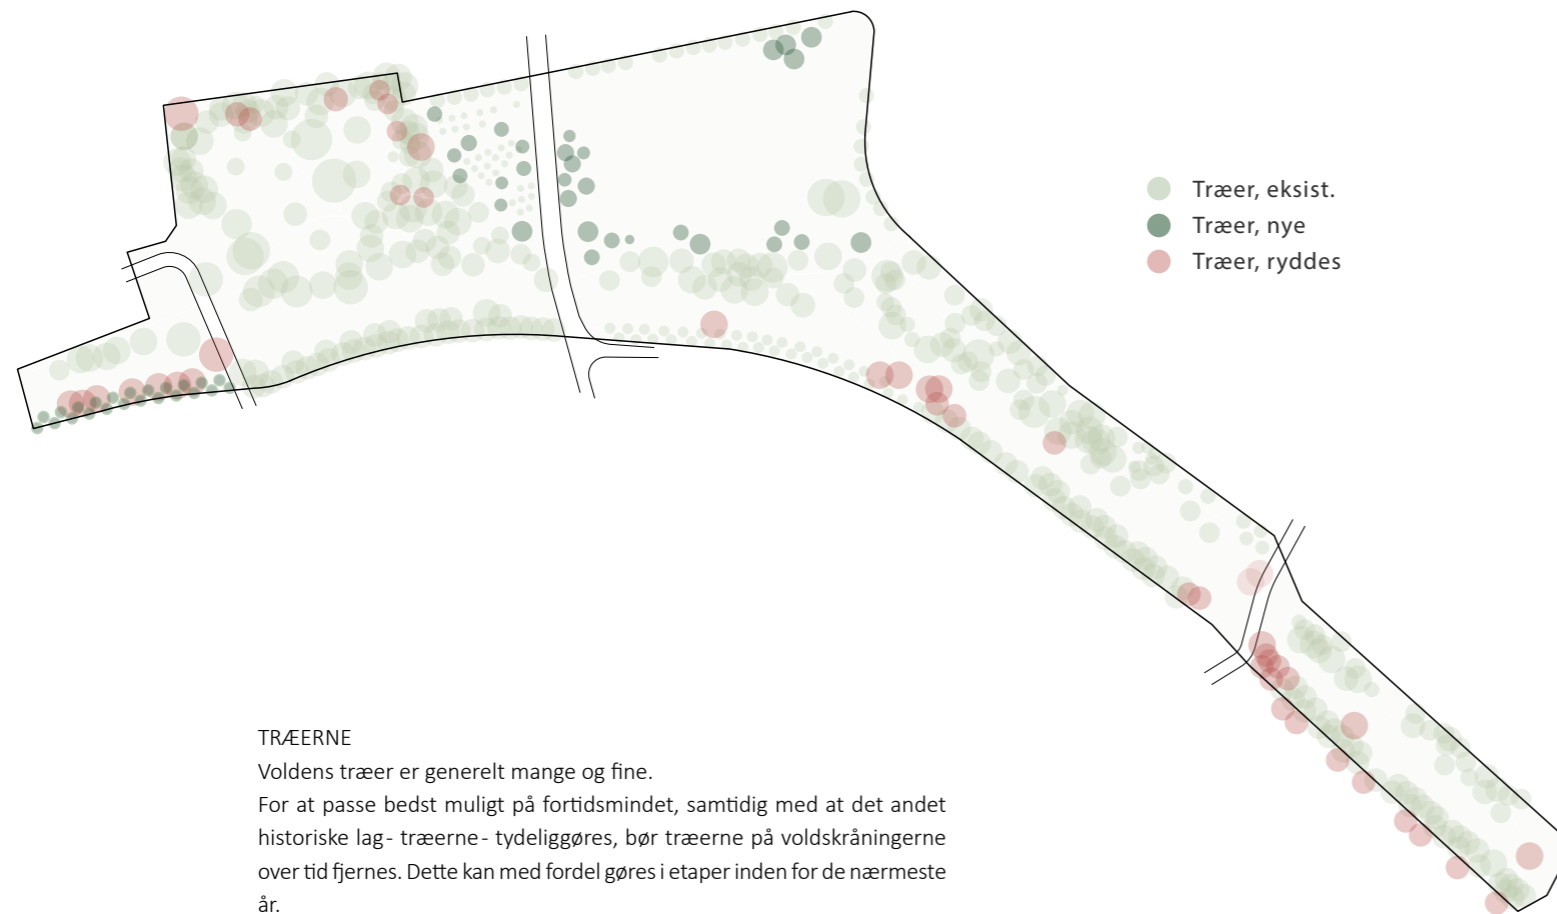 Træer, eksist.
Træer, nye
Træer, ryddes
TRÆERNE
Voldens træer er generelt mange og fine.
For at passe bedst muligt på fortidsmindet, samtidig med at det andet
historiske lag - træerne - tydeliggøres, bør træerne på voldskråningerne
over tid fjernes. Dette kan med fordel gøres i etaper inden for de nærmeste
år.